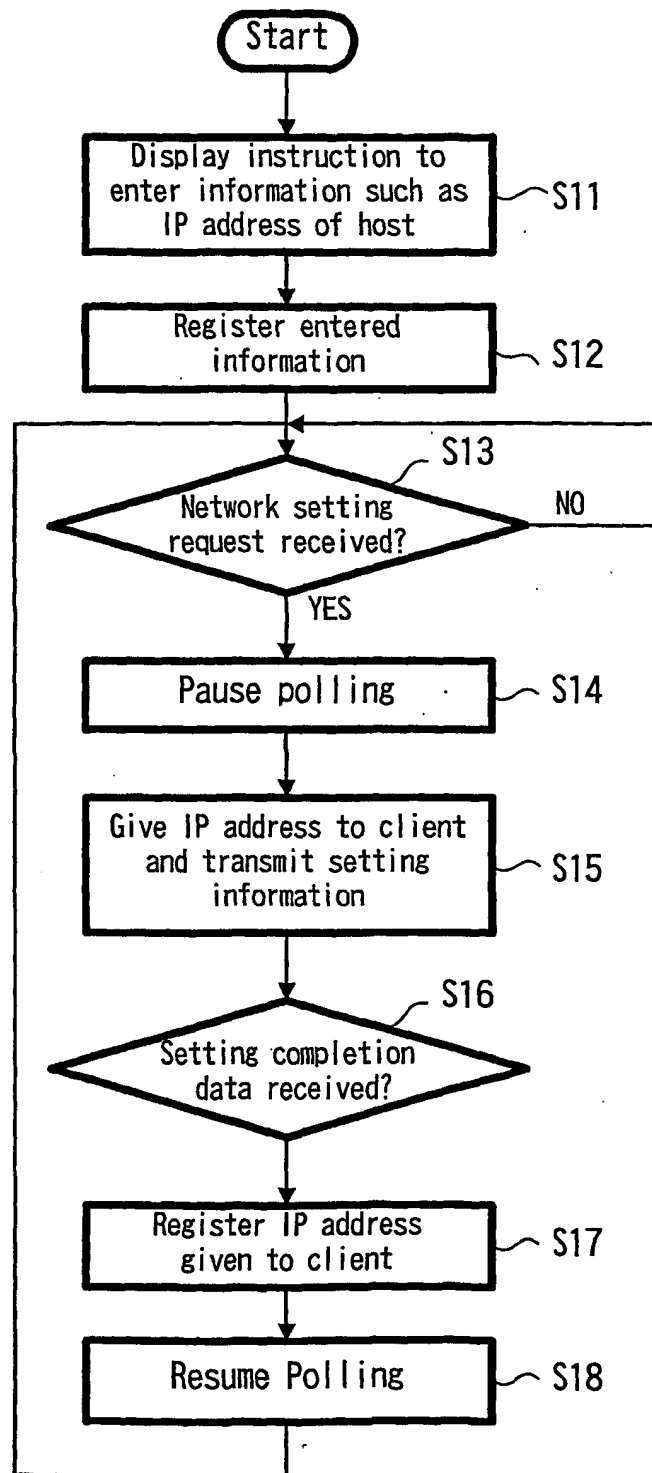 Start
Display instruction to
enter information such as
IP address of host
S11
Register entered
information
S12
S13
Network setting
request received?
NO
YES
Pause polling
S14
Give IP address to client
and transmit setting
information
S15
S16
Setting completion
data received?
Register IP address
given to client
S17
Resume Polling
S18